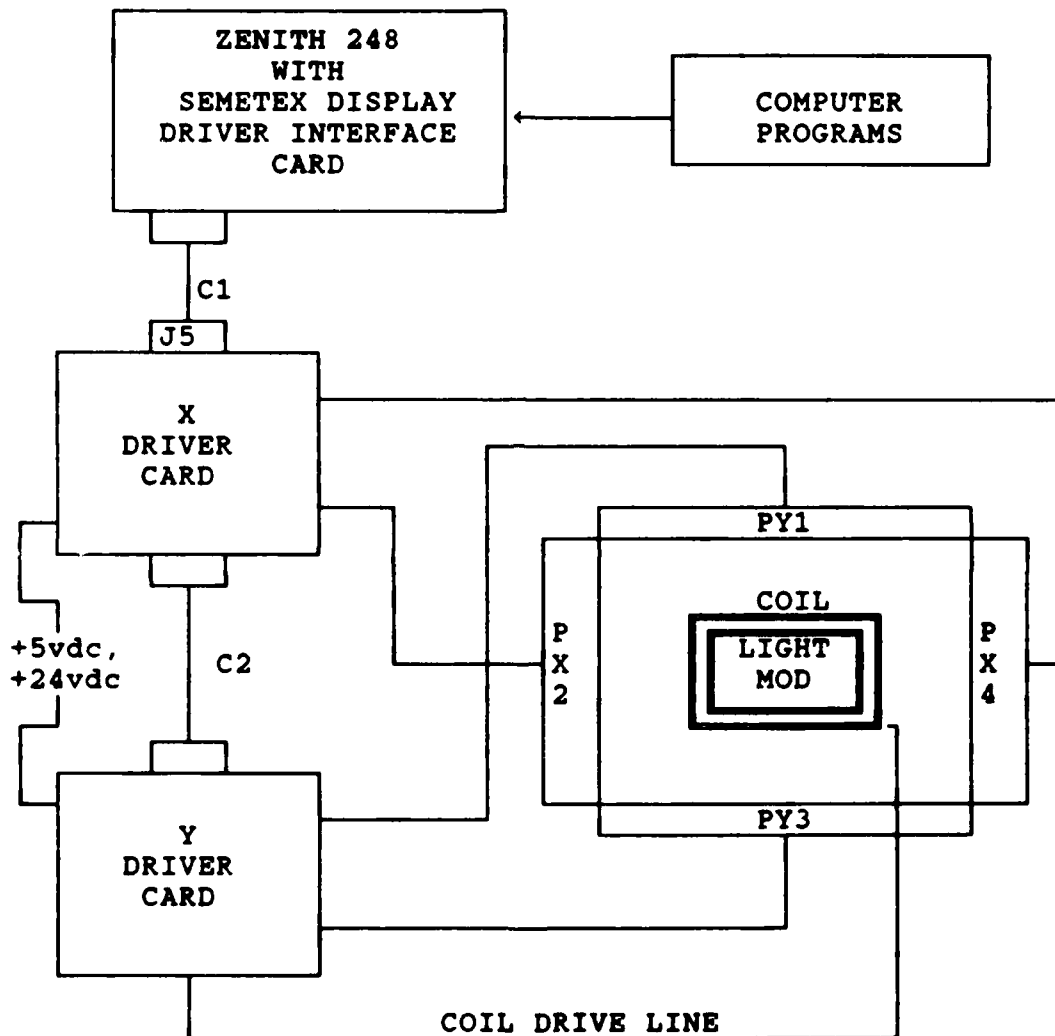 ZENITH 248
WITH
SEMETEX DISPLAY
DRIVER INTERFACE
CARD
COMPUTER
PROGRAMS
C1
J5
X
DRIVER
CARD
PY1
COIL
LIGHT
MOD
P
X
2
P
X
4
+5vdc,
+24vdc
C2
PY3
Y
DRIVER
CARD
COIL DRIVE LINE